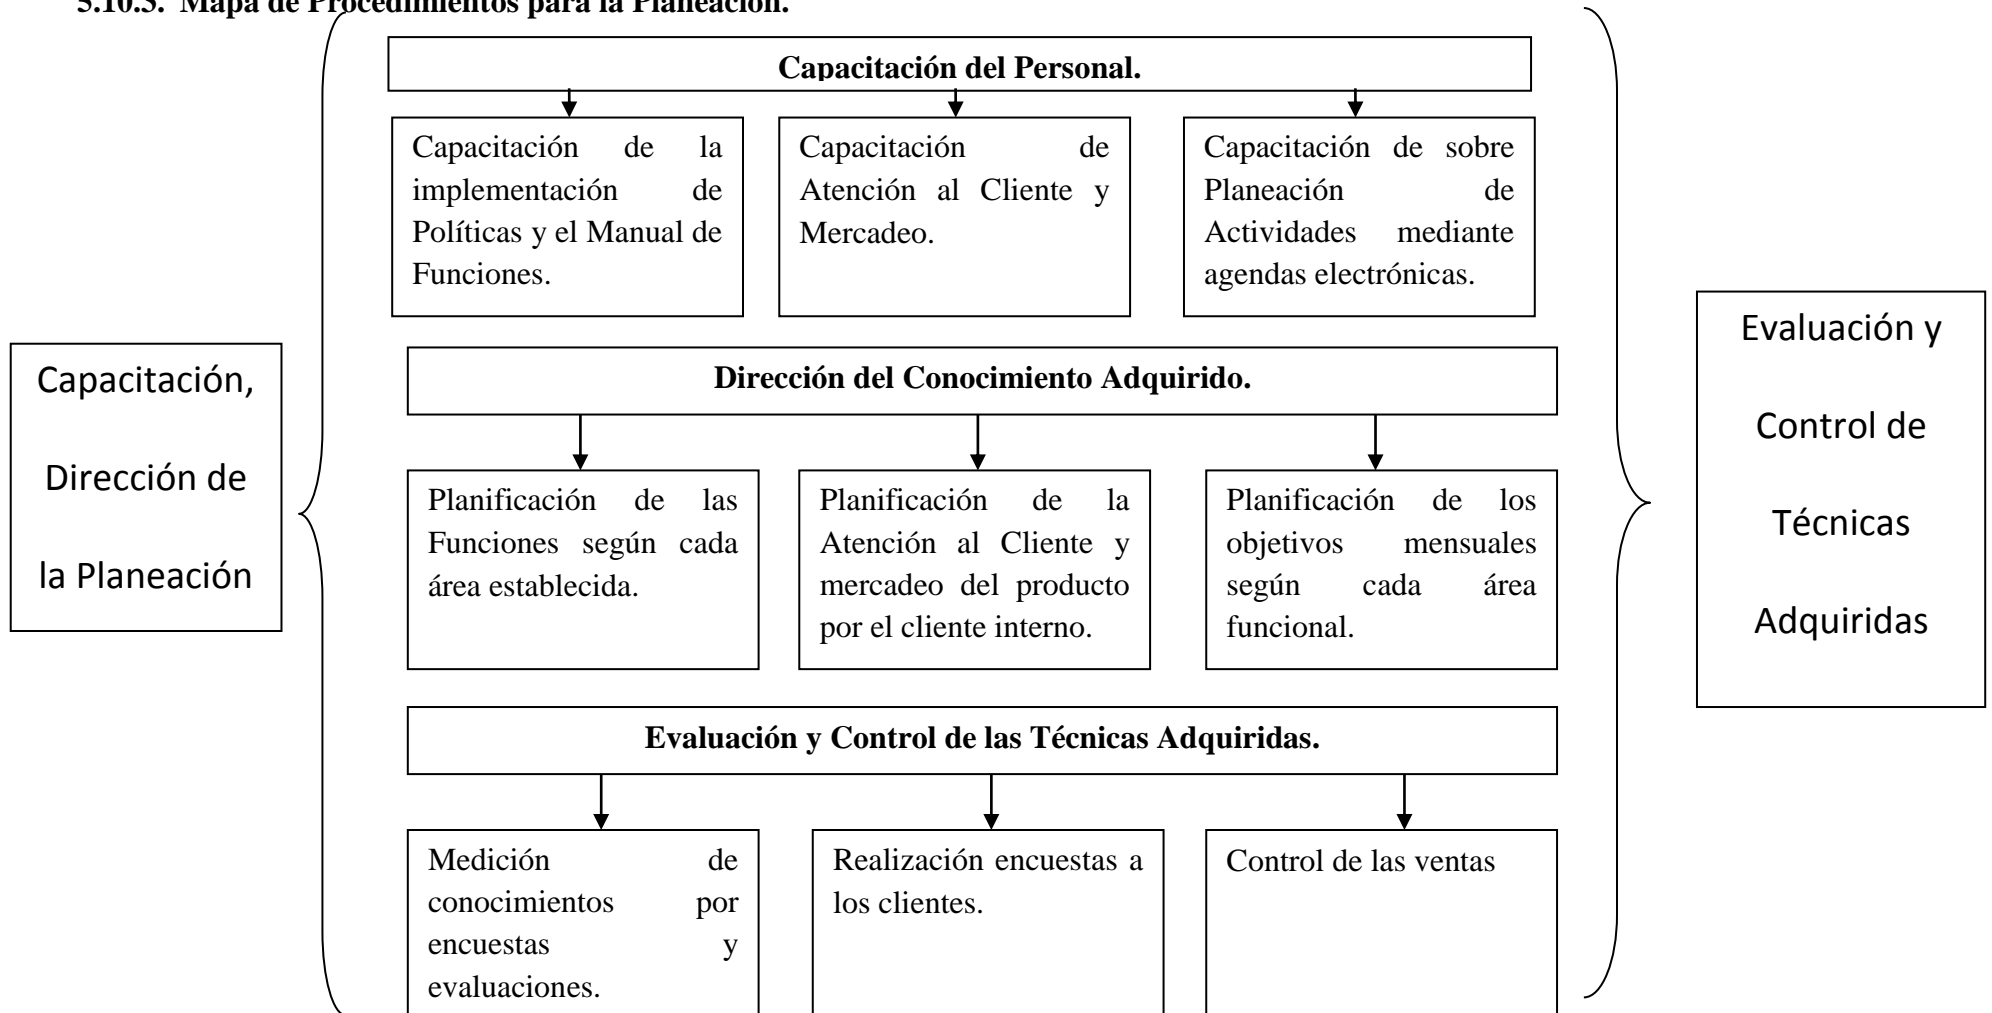 5.10.3. Mapa de Procedimientos para la Planeación.
Capacitación del Personal.
Capacitación de la
implementación de
Políticas y el Manual de
Funciones.
Capacitación de
Atención al Cliente y
Mercadeo.
Capacitación de sobre
Planeación de
Actividades mediante
agendas electrónicas.
Capacitación,
Dirección de
la Planeación
Dirección del Conocimiento Adquirido.
Planificación de las
Funciones según cada
área establecida.
Planificación de la
Atención al Cliente y
mercadeo del producto
por el cliente interno.
Planificación de los
objetivos mensuales
según cada área
funcional.
Evaluación y Control de las Técnicas Adquiridas.
Medición de
conocimientos por
encuestas y
evaluaciones.
Realización encuestas a
los clientes.
Control de las ventas
Evaluación y
Control de
Técnicas
Adquiridas